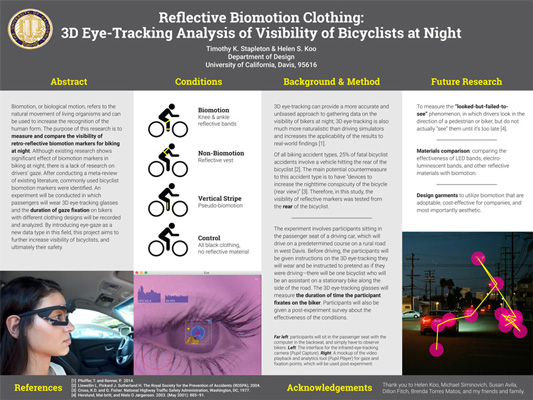 Reflective Biomotion Clothing:
3D Eye-Tracking Analysis of Visibility of Bicyclists at Night
Timothy K. Stapleton & Helen S. Koo
Department of Design
University of California, Davis, 95616
Abstract
Biomotion, or biological motion, refers to the
natural movement of living organisms and can
be used to increase the recognition of the
human form. The purpose of this research is to
measure and compare the visibility of
retro-reflective biomotion markers for biking
at night. Although existing research shows
significant effect of biomotion markers in
biking at night, there is a lack of research on
drivers' gaze. After conducting a meta-review
of existing literature, commonly used bicyclist
biomotion markers were identified. An
experiment will be conducted in which
passengers will wear 3D eye-tracking glasses
and the duration of gaze fixation on bikers
with different clothing designs will be recorded
and analyzed. By introducing eye-gaze as a
new data type in this field, this project aims to
further increase visibility of bicyclists, and
ultimately their safety.
Conditions
Biomotion
Knee & ankle
reflective bands
Non-Biomotion
Reflective vest
Vertical Stripe
Pseudo biomotion
Control
All black clothing,
no reflective material
Background & Method
3D eye-tracking can provide a more accurate and
unbiased approach to gathering data on the
visibility of bikers at night; 3D eye-tracking is also
much more naturalistic than driving simulators
and increases the applicability of the results to
real-world findings [1].
Of all biking accident types, 25% of fatal bicyclist
accidents involve a vehicle hitting the rear of the
bicyclist [2]. The main potential countermeasure
to this accident type is to have "devices to
increase the nighttime conspicuity of the bicycle
(rear view)" [3]. Therefore, in this study, the
visibility of reflective markers was tested from
the rear of the bicyclist.
The experiment involves participants sitting in
the passenger seat of a driving car, which will
drive on a predetermined course on a rural road
in west Davis. Before driving, the participants will
be given instructions on the 3D eye-tracking they
will wear and be instructed to pretend as if they
were driving—there will be one bicyclist who will
be an assistant on a stationary bike along the
side of the road. The 3D eye-tracking glasses will
measure the duration of time the participant
fixates on the biker. Participants will also be
given a post-experiment survey about the
effectiveness of the conditions.
Far left: participants will sit in the passenger seat with the
computer in the backseat, and simply have to observe
bikers. Left: The interface for the infrared eye-tracking
camera (Pupil Capture). Right: A mockup of the video
playback and analytics tool (Pupil Player) for gaze and
fixation points, which will be used post experiment
Future Research
To measure the "looked-but-failed-to-
see" phenomenon, in which drivers look in the
direction of a pedestrian or biker, but do not
actually "see" them until it's too late [4].
Materials comparison: comparing the
effectiveness of LED bands, electro-
luminescent bands, and other reflective
materials with biomotion.
Design garments to utilize biomotion that are
adaptable, cost-effective for companies, and
most importantly, aesthetic.
References
[1] Pfeiffer, T. and Renner, P. 2014.
[2] Llewellin I., Pickard J. Sutherland H. The Royal Society for the Prevention of Accidents (ROSPA), 2004.
[3] Cross, K.D. and G. Fisher. National Highway Traffic Safety Administration, Washington, DC. 1977.
[4] Herslund, Mai-britt, and Niels O Jørgensen. 2003. (Nov 2001): 885–91.
Acknowledgements
Thank you to Helen Koo, Michael Siminovich, Susan Avila,
Dillon Fitch, Brenda Torres Matos, and my friends and family.